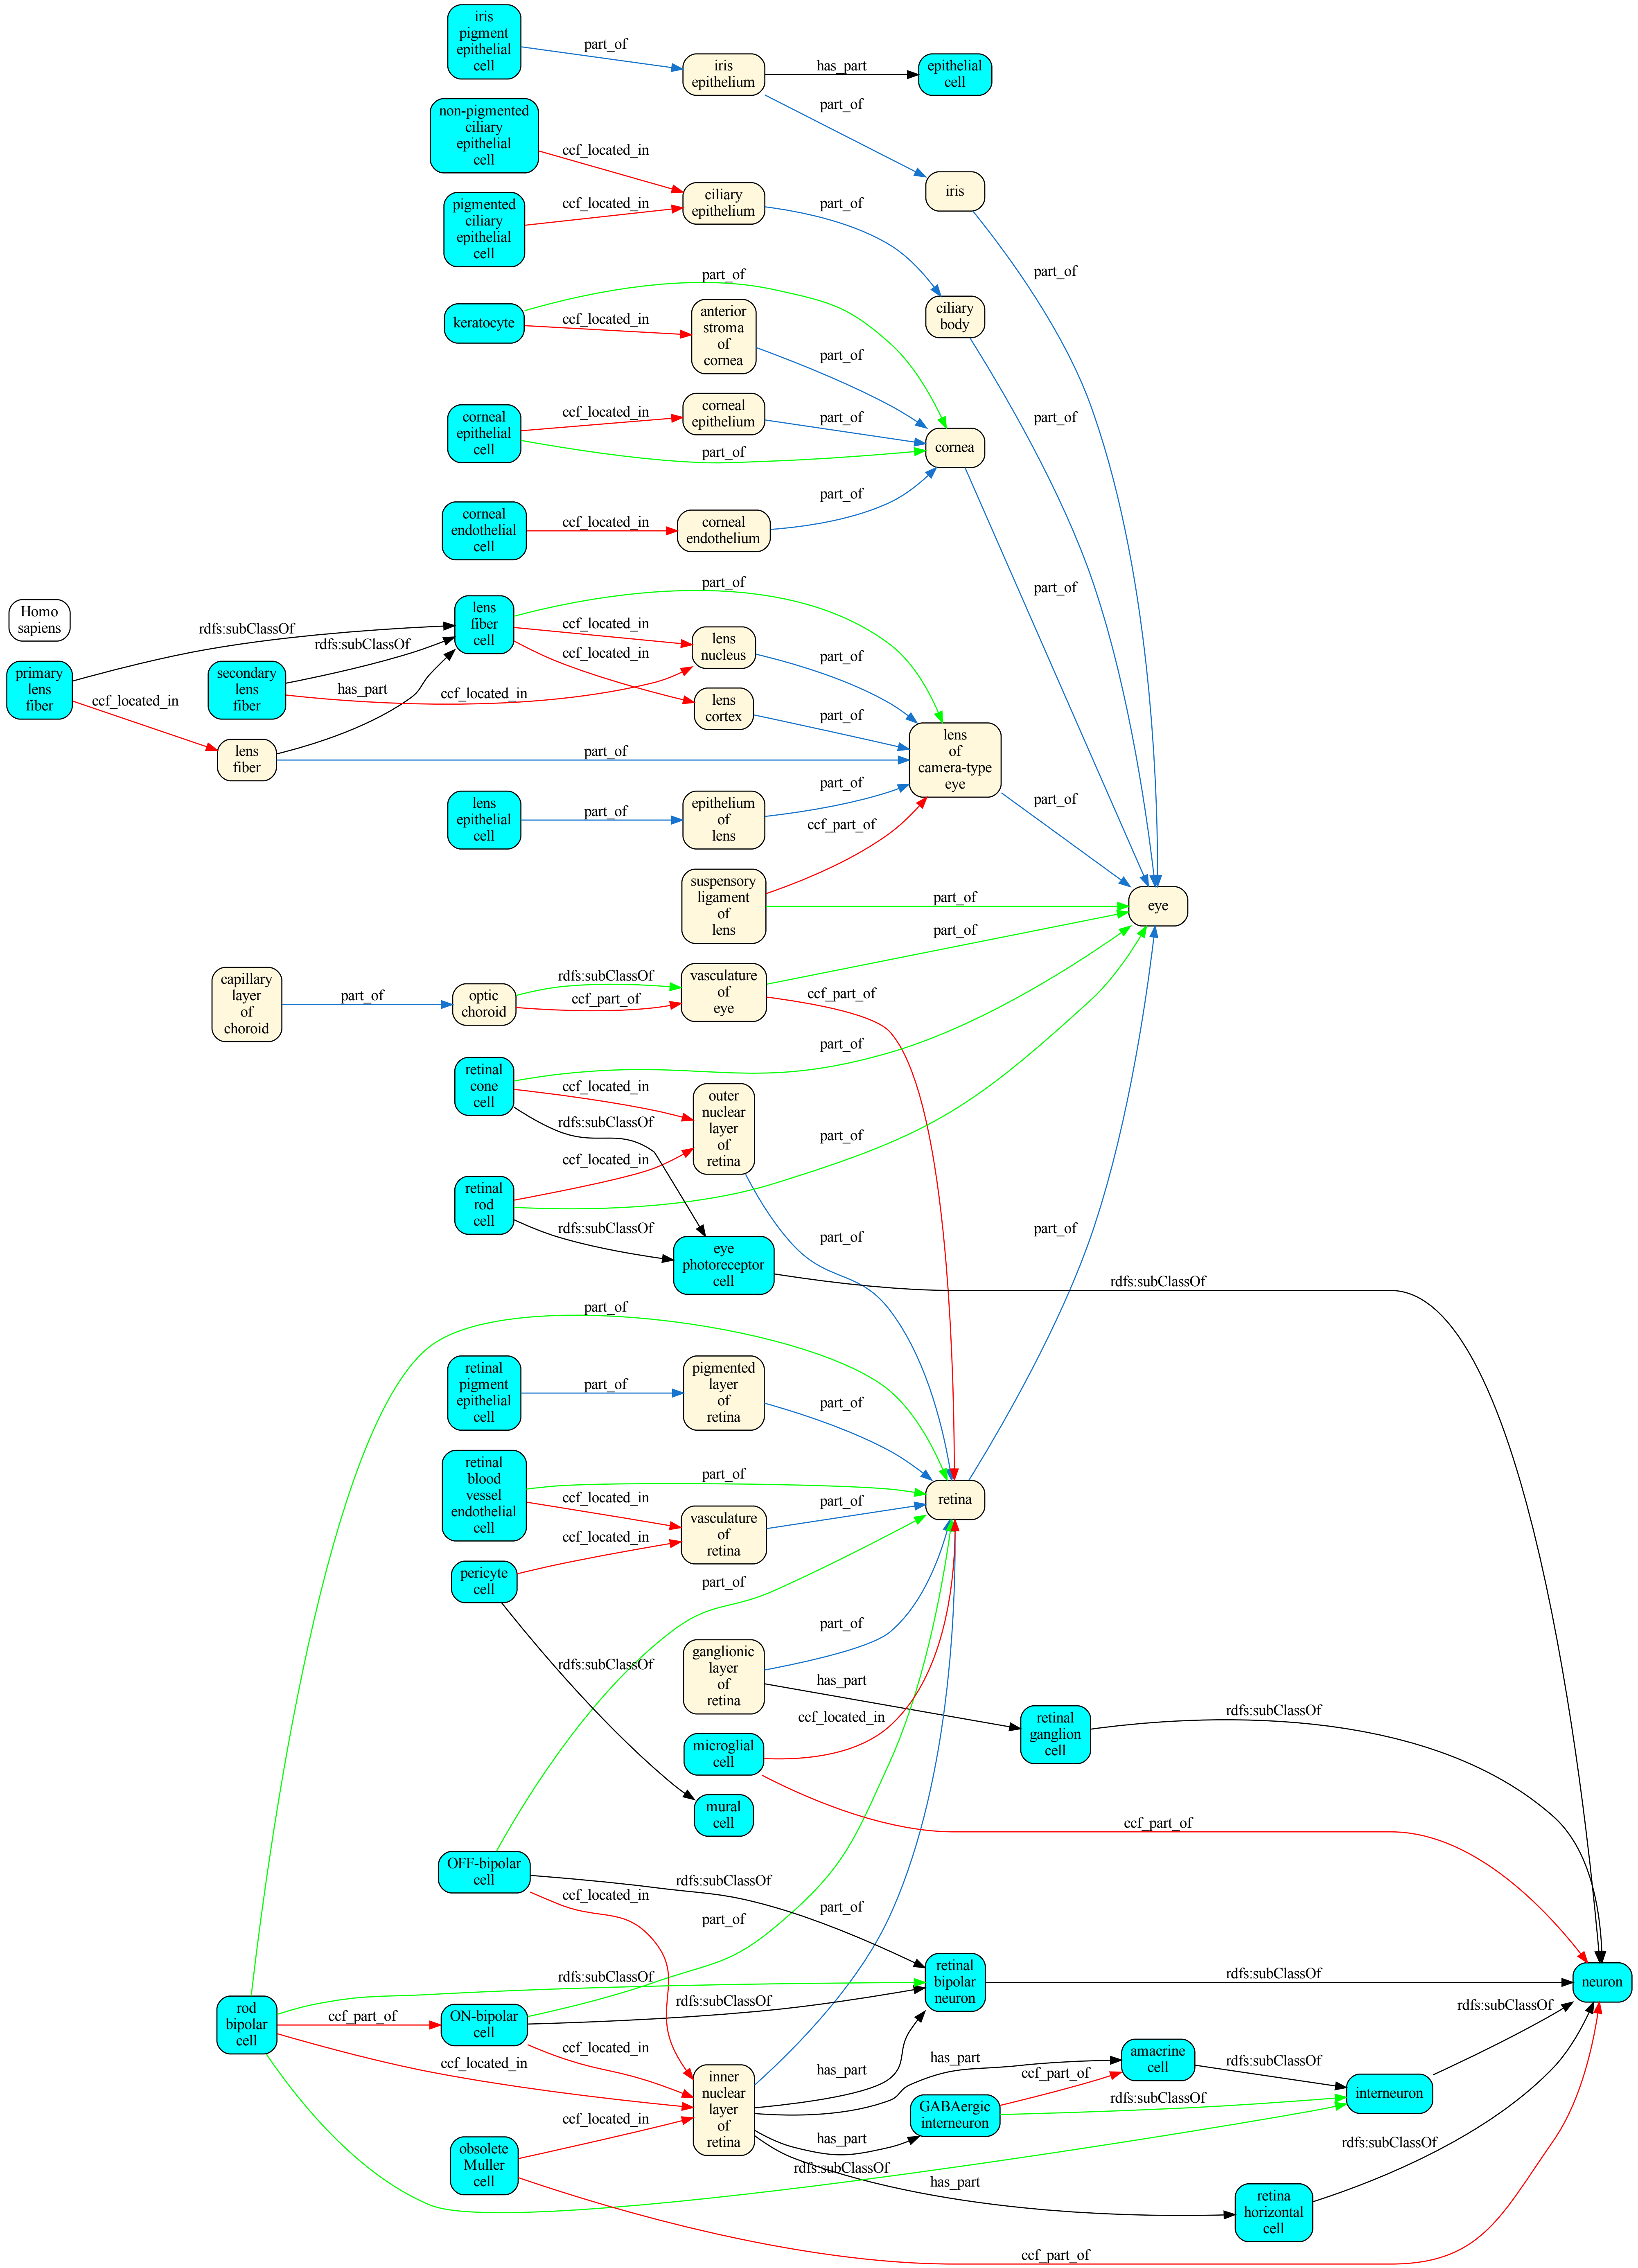 iris
pigment
epithelial
cell
part_of
iris
epithelium
has_part
epithelial
cell
part_of
non-pigmented
ciliary
epithelial
cell
ccf_located_in
iris
ciliary
epithelium
pigmented
ciliary
epithelial
cell
ccf_located_in
part_of
part_of
part_of
keratocyte
ccf_located_in
anterior
stroma
of
cornea
ciliary
body
part_of
part_of
corneal
epithelial
cell
ccf_located_in
corneal
epithelium
part_of
part_of
cornea
corneal
endothelial
cell
ccf_located_in
corneal
endothelium
part_of
part_of
part_of
Homo
sapiens
rdfs:subClassOf
lens
fiber
cell
ccf_located_in
lens
nucleus
rdfs:subClassOf
ccf_located_in
part_of
primary
lens
fiber
ccf_located_in
secondary
lens
fiber
has_part
ccf_located_in
lens
cortex
part_of
lens
fiber
part_of
lens
of
camera-type
eye
part_of
lens
epithelial
cell
part_of
epithelium
of
lens
part_of
ccf_part_of
suspensory
ligament
of
lens
part_of
eye
part_of
capillary
layer
of
choroid
part_of
optic
choroid
rdfs:subClassOf
ccf_part_of
vasculature
of
eye
ccf_part_of
part_of
retinal
cone
cell
ccf_located_in
rdfs:subClassOf
outer
nuclear
layer
of
retina
part_of
ccf_located_in
retinal
rod
cell
rdfs:subClassOf
eye
photoreceptor
cell
part_of
part_of
rdfs:subClassOf
part_of
retinal
pigment
epithelial
cell
part_of
pigmented
layer
of
retina
part_of
retinal
blood
vessel
endothelial
cell
part_of
ccf_located_in
vasculature
of
retina
part_of
retina
ccf_located_in
pericyte
cell
part_of
rdfs:subClassOf
ganglionic
layer
of
retina
part_of
has_part
ccf_located_in
retinal
ganglion
cell
rdfs:subClassOf
microglial
cell
mural
cell
ccf_part_of
OFF-bipolar
cell
rdfs:subClassOf
ccf_located_in
part_of
part_of
rod
bipolar
cell
rdfs:subClassOf
ccf_part_of
ON-bipolar
cell
rdfs:subClassOf
retinal
bipolar
neuron
rdfs:subClassOf
neuron
ccf_located_in
ccf_located_in
inner
nuclear
layer
of
retina
has_part
has_part
ccf_part_of
amacrine
cell
rdfs:subClassOf
rdfs:subClassOf
interneuron
GABAergic
interneuron
rdfs:subClassOf
ccf_located_in
obsolete
Muller
cell
has_part
rdfs:subClassOf
has_part
rdfs:subClassOf
retina
horizontal
cell
ccf_part_of